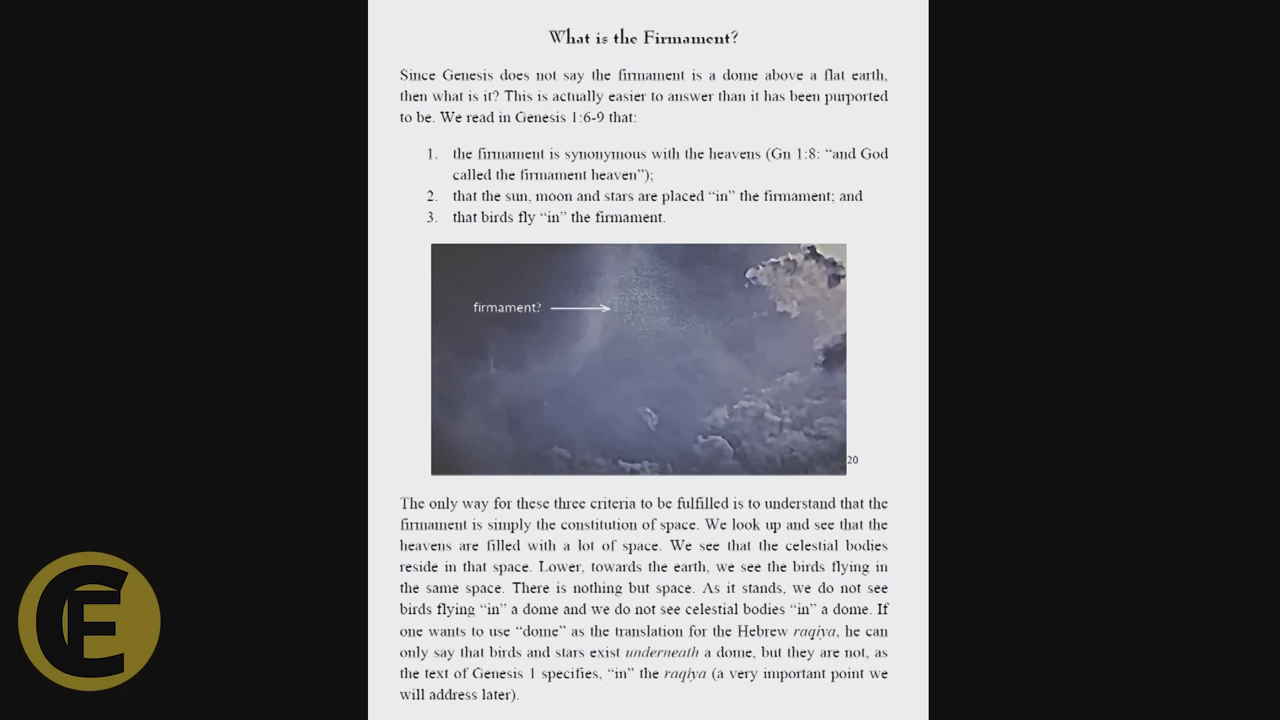 What is the Firmament?
Since Genesis does not say the firmament is a dome above a flat earth,
then what is it? This is actually easier to answer than it has been purported
to be. We read in Genesis 1:6-9 that:
1. the firmament is synonymous with the heavens (Gn 1:8: “and God
called the firmament heaven”);
2. that the sun, moon and stars are placed “in” the firmament; and
3. that birds fly “in” the firmament.
firmament?
20
The only way for these three criteria to be fulfilled is to understand that the
firmament is simply the constitution of space. We look up and see that the
heavens are filled with a lot of space. We see that the celestial bodies
reside in that space. Lower, towards the earth, we see the birds flying in
the same space. There is nothing but space. As it stands, we do not see
birds flying “in” a dome and we do not see celestial bodies “in” a dome. If
one wants to use “dome” as the translation for the Hebrew raqiya, he can
only say that birds and stars exist underneath a dome, but they are not, as
the text of Genesis 1 specifies, “in” the raqiya (a very important point we
will address later).
CF